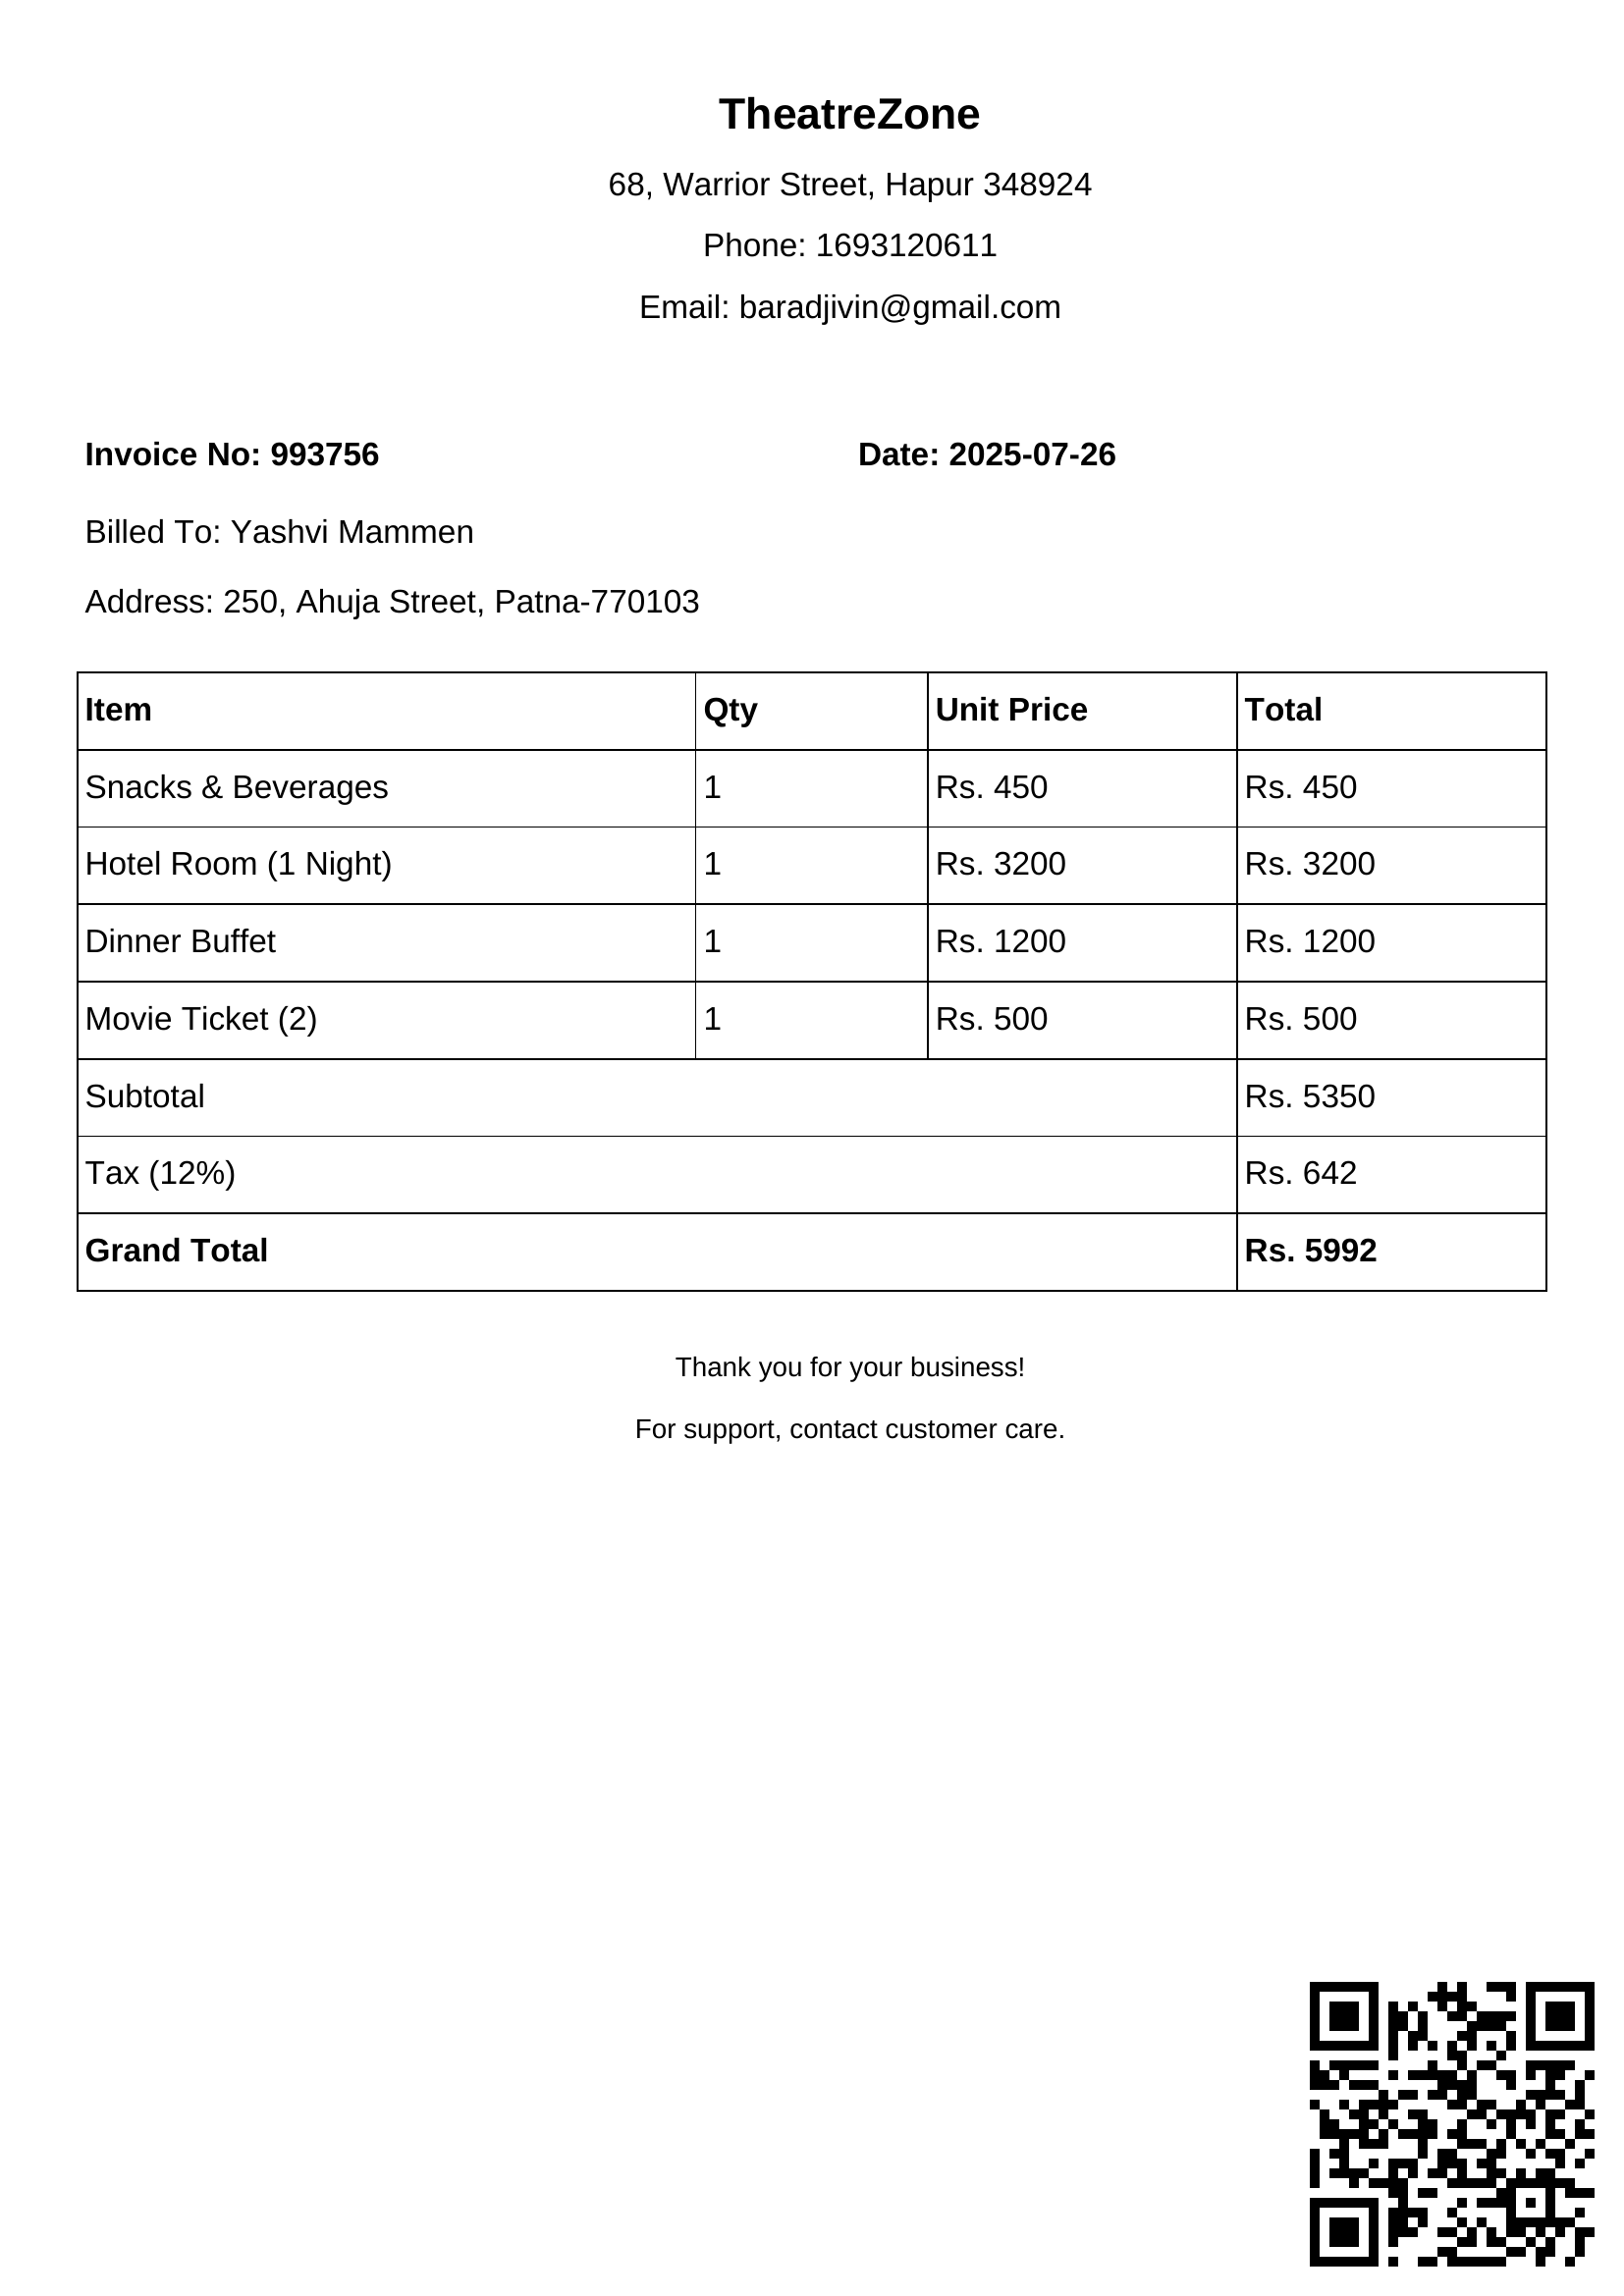 TheatreZone
68, Warrior Street, Hapur 348924
Phone: 1693120611
Email: baradjivin@gmail.com
Invoice No: 993756 Date: 2025-07-26
Billed To: Yashvi Mammen
Address: 250, Ahuja Street, Patna-770103
Item Qty Unit Price Total
Snacks & Beverages 1 Rs. 450 Rs. 450
Hotel Room (1 Night) 1 Rs. 3200 Rs. 3200
Dinner Buffet 1 Rs. 1200 Rs. 1200
Movie Ticket (2) 1 Rs. 500 Rs. 500
Subtotal Rs. 5350
Tax (12%) Rs. 642
Grand Total Rs. 5992
Thank you for your business!
For support, contact customer care.